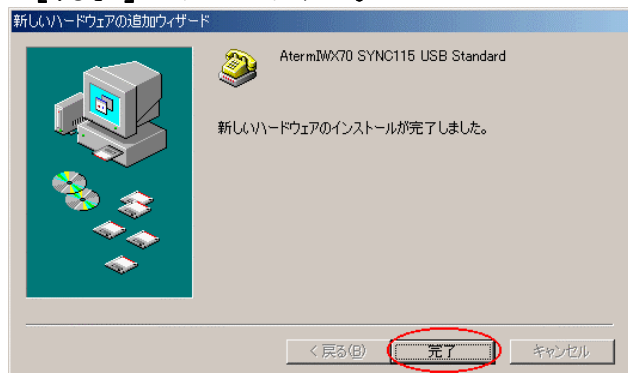 新しいハードウェアの追加ウィザード
AtermIWX70 SYNC115 USB Standard
新しいハードウェアのインストールが完了しました。
< 戻る(B)
完了
キャンセル